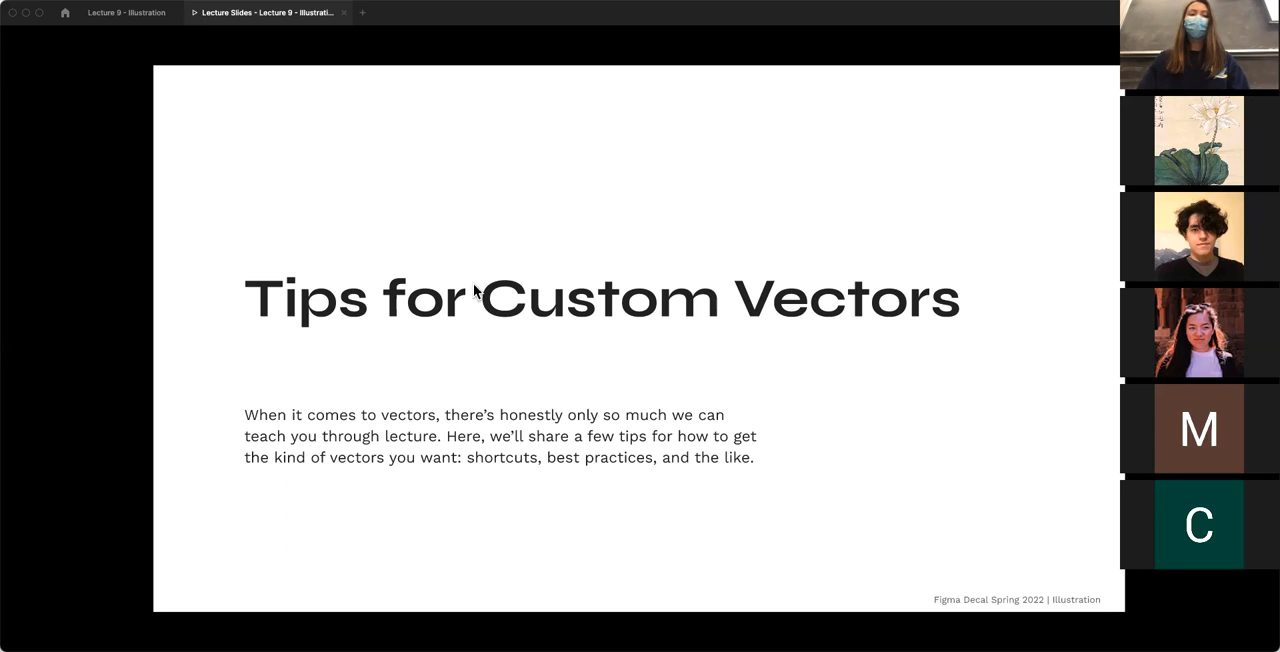 Lecture 9 - Illustration
Lecture Slides - Lecture 9 - Illustrati...
Tips for Custom Vectors
When it comes to vectors, there’s honestly only so much we can
teach you through lecture. Here, we’ll share a few tips for how to get
the kind of vectors you want: shortcuts, best practices, and the like.
Figma Decal Spring 2022 | Illustration
M
C